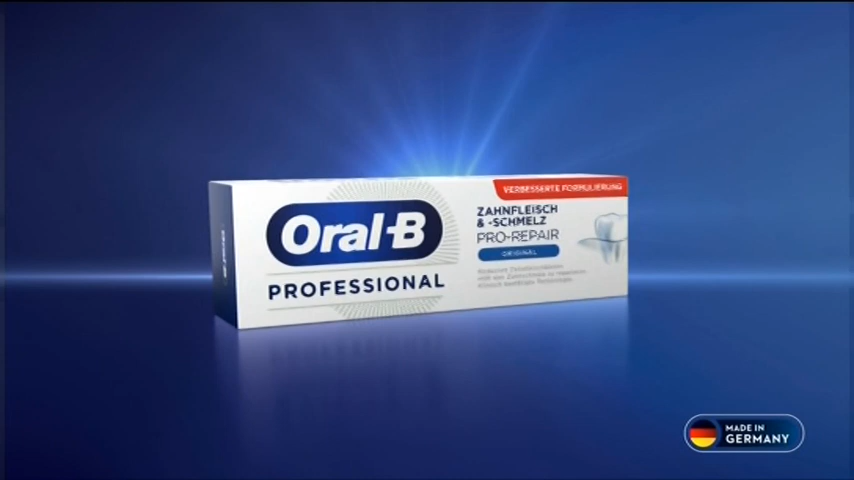 VERBESSERTE FORMULIERUNG
Oral-B
PROFESSIONAL
ZAHNFLEISCH
& -SCHMELZ
PRO-REPAIR
ORIGINAL
MADE IN
GERMANY